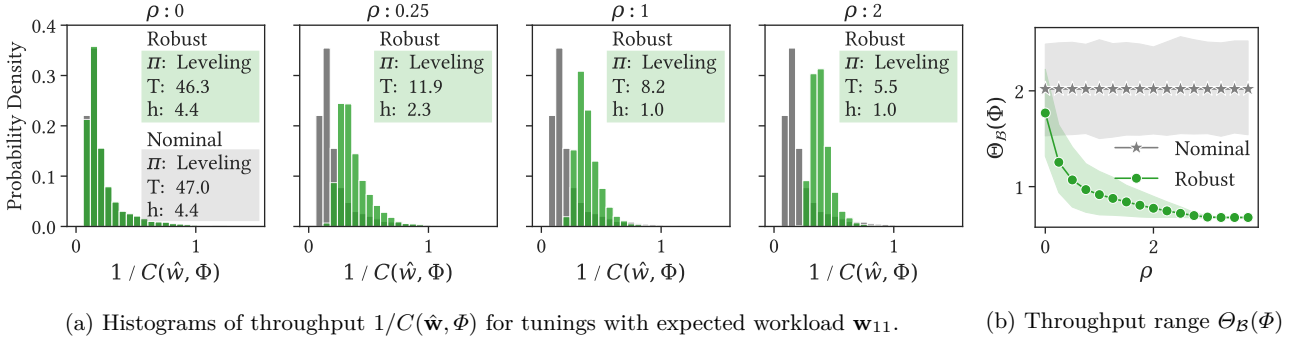 ρ : 0
ρ : 0.25
ρ : 1
ρ : 2
Probability Density
0.4
0.3
0.2
0.1
0.0
Robust
π: Leveling
T: 46.3
h: 4.4
Nominal
π: Leveling
T: 47.0
h: 4.4
0 1
1 / C(ŵ, Φ)
Robust
π: Leveling
T: 11.9
h: 2.3
0 1
1 / C(ŵ, Φ)
Robust
π: Leveling
T: 8.2
h: 1.0
0 1
1 / C(ŵ, Φ)
Robust
π: Leveling
T: 5.5
h: 1.0
0 1
1 / C(ŵ, Φ)
Θ_B(Φ)
2
1
Nominal
Robust
0 2
ρ
(a) Histograms of throughput 1/C(ŵ, Φ) for tunings with expected workload w₁₁.
(b) Throughput range Θ_B(Φ)